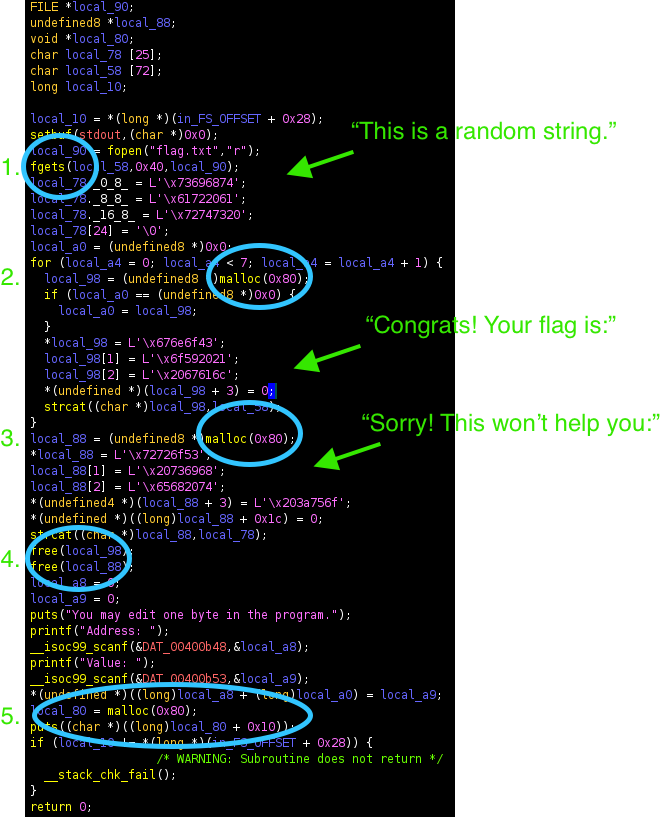 FILE *local_90;
undefined8 *local_88;
void *local_80;
char local_78 [25];
char local_58 [72];
long local_10;
local_10 = *(long *)(in_FS_OFFSET + 0x28);
setbuf(stdout,(char *)0x0);
“This is a random string.”
local_90 = fopen("flag.txt","r");
1. fgets(local_58,0x40,local_90);
local_78._0_8_ = L'\x73696874';
local_78._8_8_ = L'\x61722061';
local_78._16_8_ = L'\x72747320';
local_78[24] = '\0';
local_a0 = (undefined8 *)0x0;
for (local_a4 = 0; local_a4 < 7; local_a4 = local_a4 + 1) {
2. local_98 = (undefined8 *)malloc(0x80);
if (local_a0 == (undefined8 *)0x0) {
local_a0 = local_98;
}
“Congrats! Your flag is:”
*local_98 = L'\x676e6f43';
local_98[1] = L'\x6f592021';
local_98[2] = L'\x2067616c';
*(undefined *)(local_98 + 3) = 0;
strcat((char *)local_98,local_58);
}
“Sorry! This won’t help you:”
3. local_88 = (undefined8 *)malloc(0x80);
*local_88 = L'\x72726f53';
local_88[1] = L'\x20736968';
local_88[2] = L'\x65682074';
*(undefined4 *)(local_88 + 3) = L'\x203a756f';
*(undefined *)((long)local_88 + 0x1c) = 0;
strcat((char *)local_88,local_78);
4. free(local_98);
free(local_88);
local_a8 = 0;
local_a9 = 0;
puts("You may edit one byte in the program.");
printf("Address: ");
__isoc99_scanf(&DAT_00400b48,&local_a8);
printf("Value: ");
__isoc99_scanf(&DAT_00400b53,&local_a9);
*(undefined *)((long)local_a8 + (long)local_a0) = local_a9;
5. local_80 = malloc(0x80);
puts((char *)((long)local_80 + 0x10));
if (local_10 != *(long *)(in_FS_OFFSET + 0x28)) {
/* WARNING: Subroutine does not return */
__stack_chk_fail();
}
return 0;